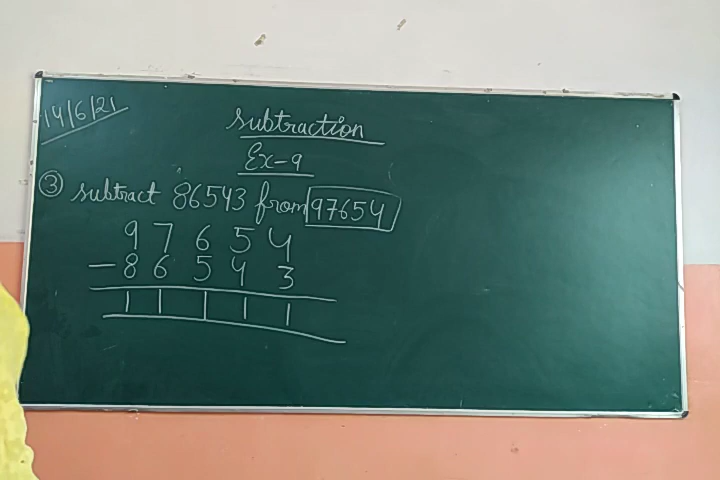 14/6/21
Subtraction
Ex-9
③ Subtract 86543 from 97654
9 7 6 5 4
- 8 6 5 4 3
1 1 1 1 1